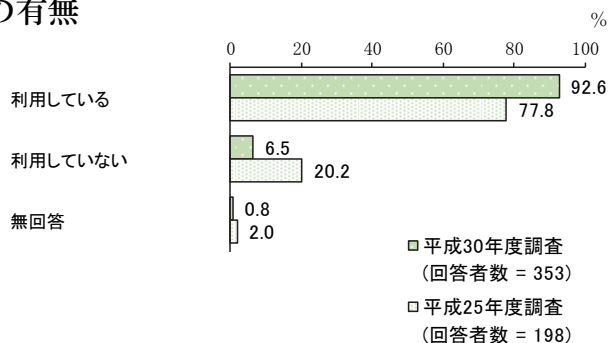 の有無
%
0 20 40 60 80 100
利用している 92.6
77.8
利用していない 6.5
20.2
無回答 0.8
2.0
平成30年度調査
(回答者数 = 353)
平成25年度調査
(回答者数 = 198)